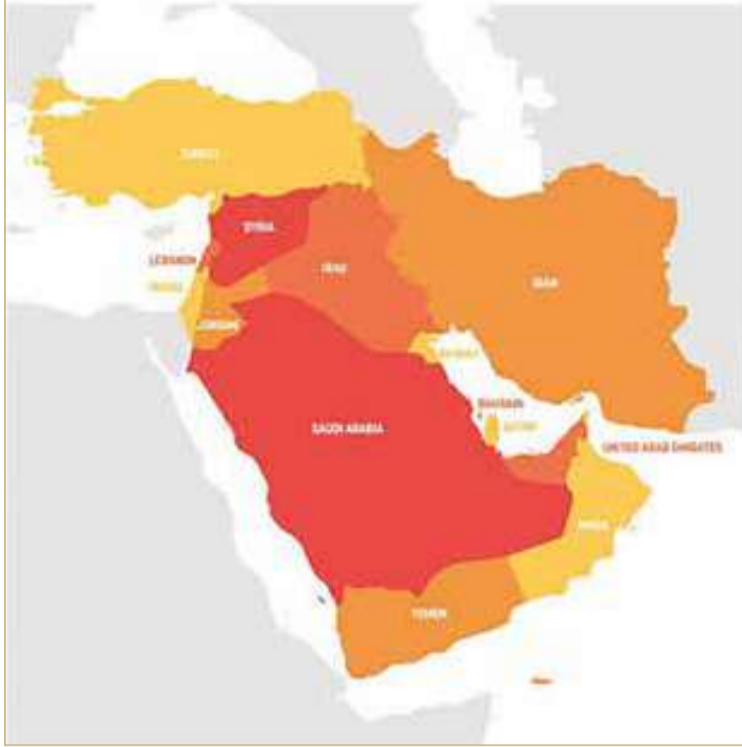 TURKEY
SYRIA
LEBANON
IRAQ
IRAN
ISRAEL
JORDAN
KUWAIT
BAHRAIN
QATAR
SAUDI ARABIA
UNITED ARAB EMIRATES
OMAN
YEMEN